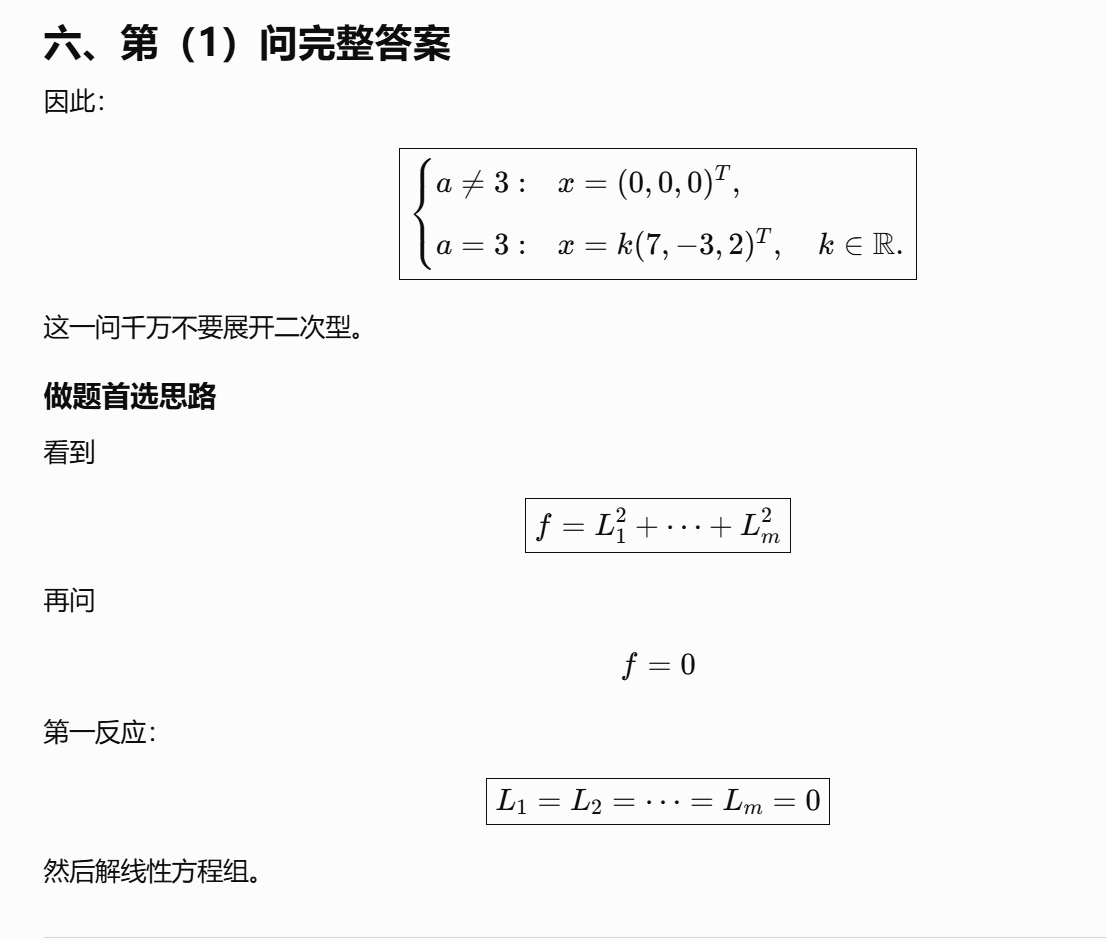 六、第（1）问完整答案
因此：
a ≠ 3 : x = (0, 0, 0)^T,
a = 3 : x = k(7, −3, 2)^T, k ∈ ℝ.
这一问千万不要展开二次型。
做题首选思路
看到
f = L_1^2 + ⋯ + L_m^2
再问
f = 0
第一反应：
L_1 = L_2 = ⋯ = L_m = 0
然后解线性方程组。